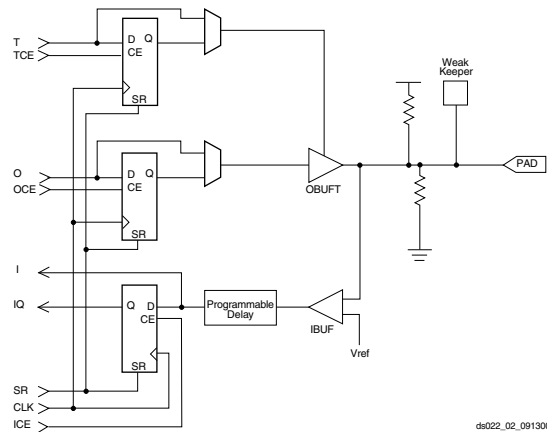 T
TCE
D Q
CE
SR
Weak
Keeper
PAD
O
OCE
D Q
CE
SR
OBUFT
I
IQ
Q D
CE
SR
Programmable
Delay
IBUF
Vref
SR
CLK
ICE